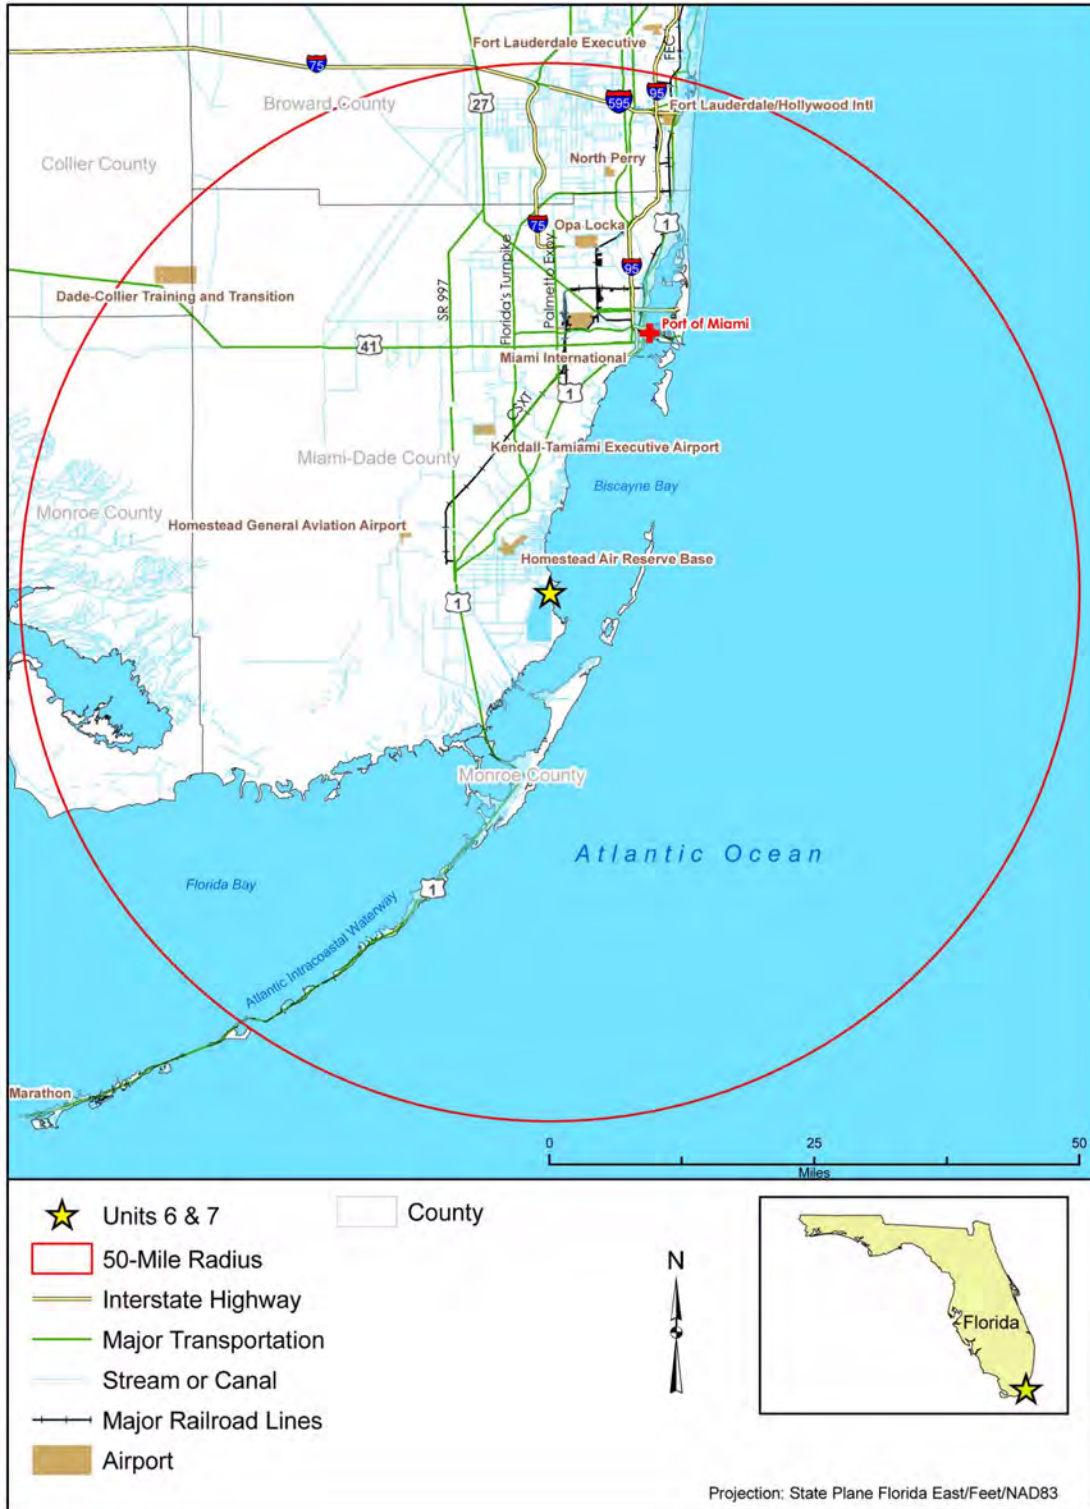 Fort Lauderdale Executive
FEC
75
95
Broward County
27
595
Fort Lauderdale/Hollywood Intl
Collier County
North Perry
1
75
Opa Locka
95
Dade-Collier Training and Transition
SR 997
Florida's Turnpike
Palmetto Expy
Port of Miami
41
Miami International
1
CSXT
Kendall-Tamiami Executive Airport
Miami-Dade County
Biscayne Bay
Monroe County
Homestead General Aviation Airport
Homestead Air Reserve Base
1
Monroe County
Atlantic Ocean
Florida Bay
1
Atlantic Intracoastal Waterway
Marathon
0 25 50
Miles
Units 6 & 7
County
50-Mile Radius
N
Interstate Highway
Florida
Major Transportation
Stream or Canal
Major Railroad Lines
Airport
Projection: State Plane Florida East/Feet/NAD83